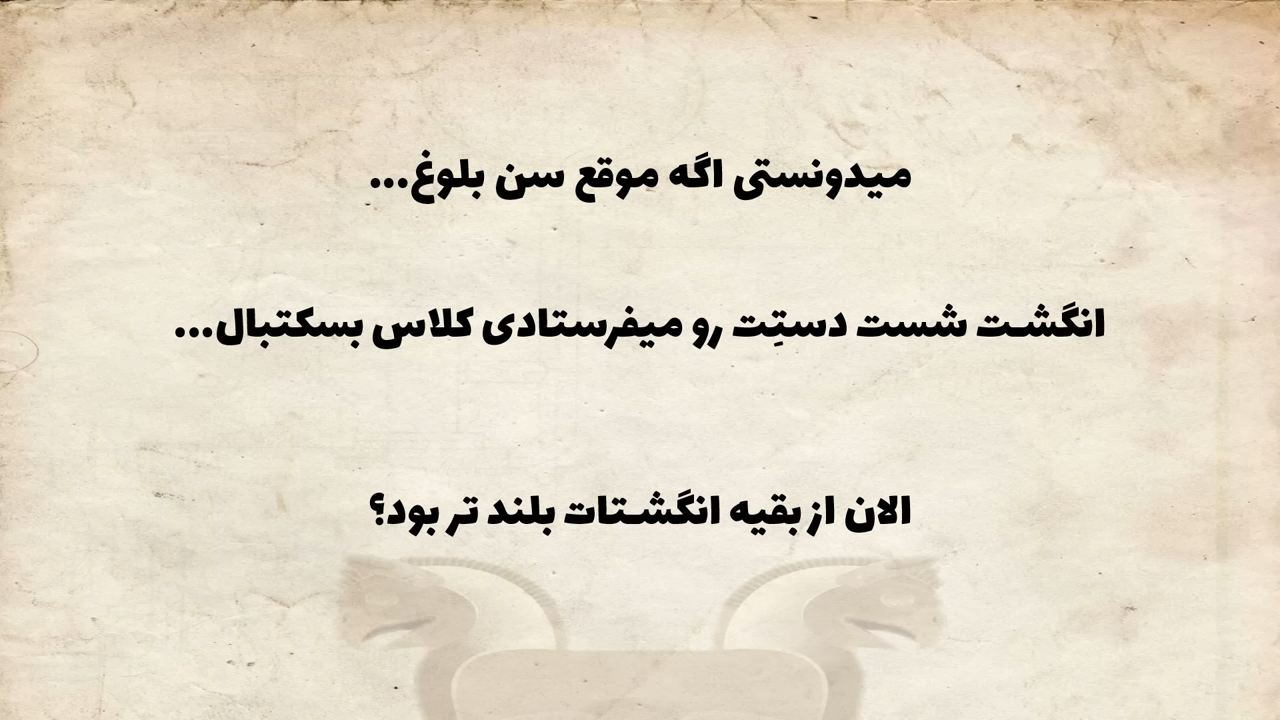 میدونستی اگه موقع سن بلوغ...
انگشت شست دستِت رو میفرستادی کلاس بسکتبال...
الان از بقیه انگشتات بلند تر بود؟